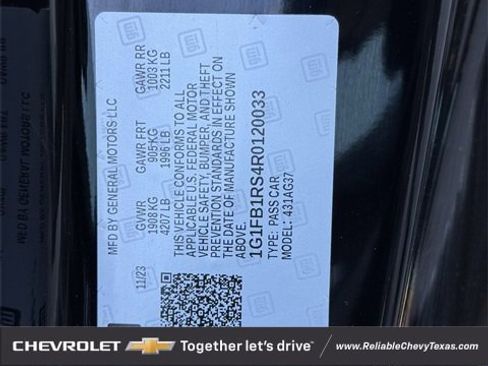 MFD BY GENERAL MOTORS LLC
11/23
GVWR
1908 KG
4207 LB
GAWR FRT
905 KG
1996 LB
GAWR RR
1003 KG
2211 LB
THIS VEHICLE CONFORMS TO ALL
APPLICABLE U.S. FEDERAL MOTOR
VEHICLE SAFETY, BUMPER, AND THEFT
PREVENTION STANDARDS IN EFFECT ON
THE DATE OF MANUFACTURE SHOWN
ABOVE.
1G1FB1RS4R0120033
TYPE: PASS CAR
MODEL: 431AG37
gm
CHEVROLET Together let's drive™ www.ReliableChevyTexas.com